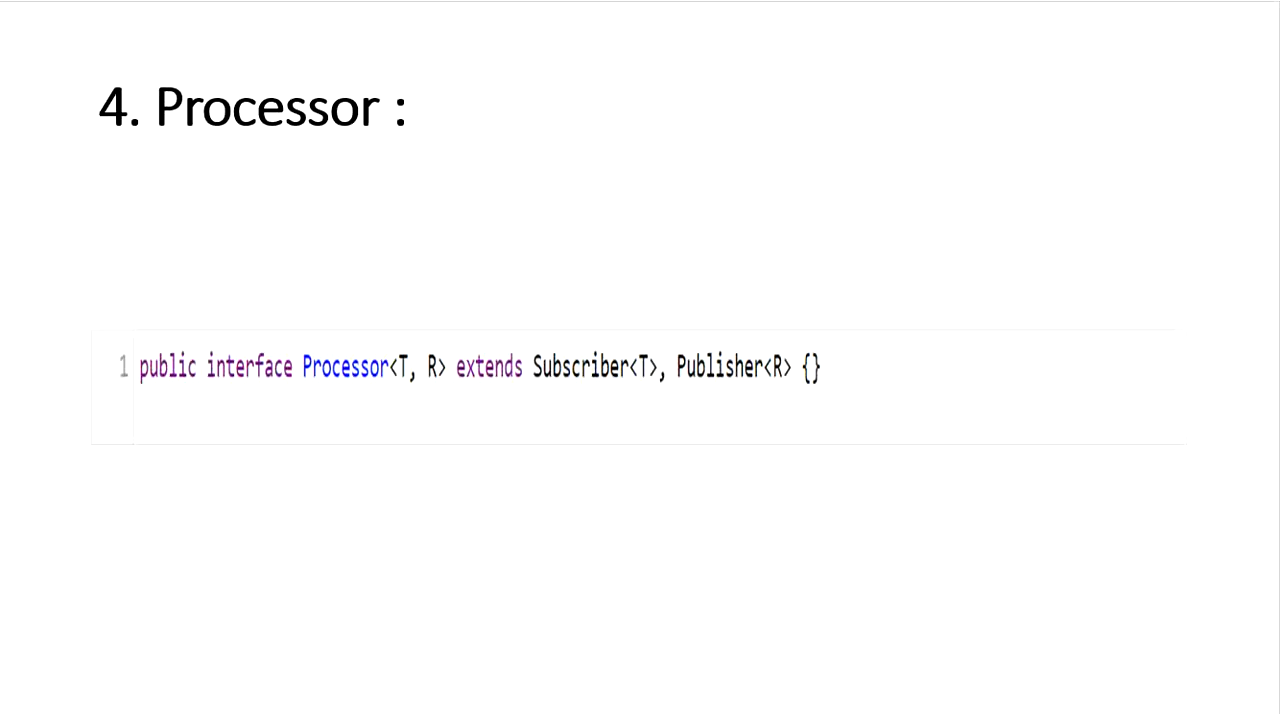 4. Processor :
1 public interface Processor<T, R> extends Subscriber<T>, Publisher<R> {}